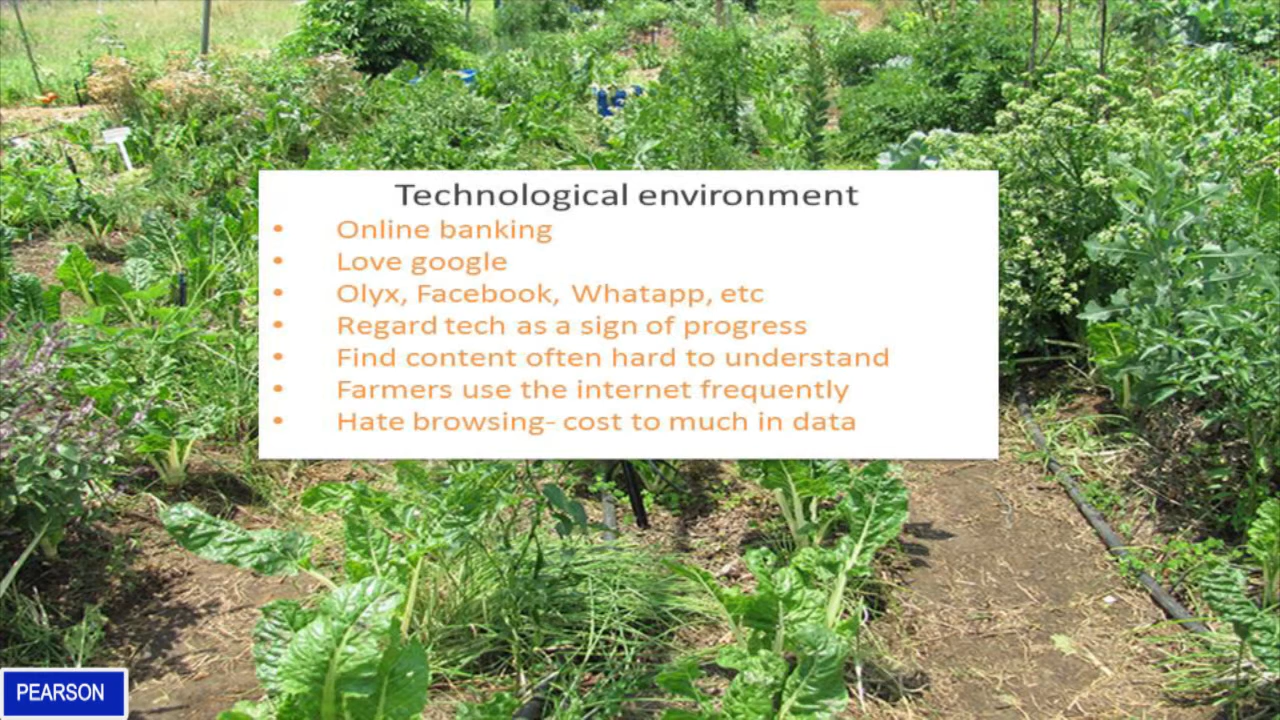 Technological environment
• Online banking
• Love google
• Olyx, Facebook, Whatapp, etc
• Regard tech as a sign of progress
• Find content often hard to understand
• Farmers use the internet frequently
• Hate browsing- cost to much in data
PEARSON